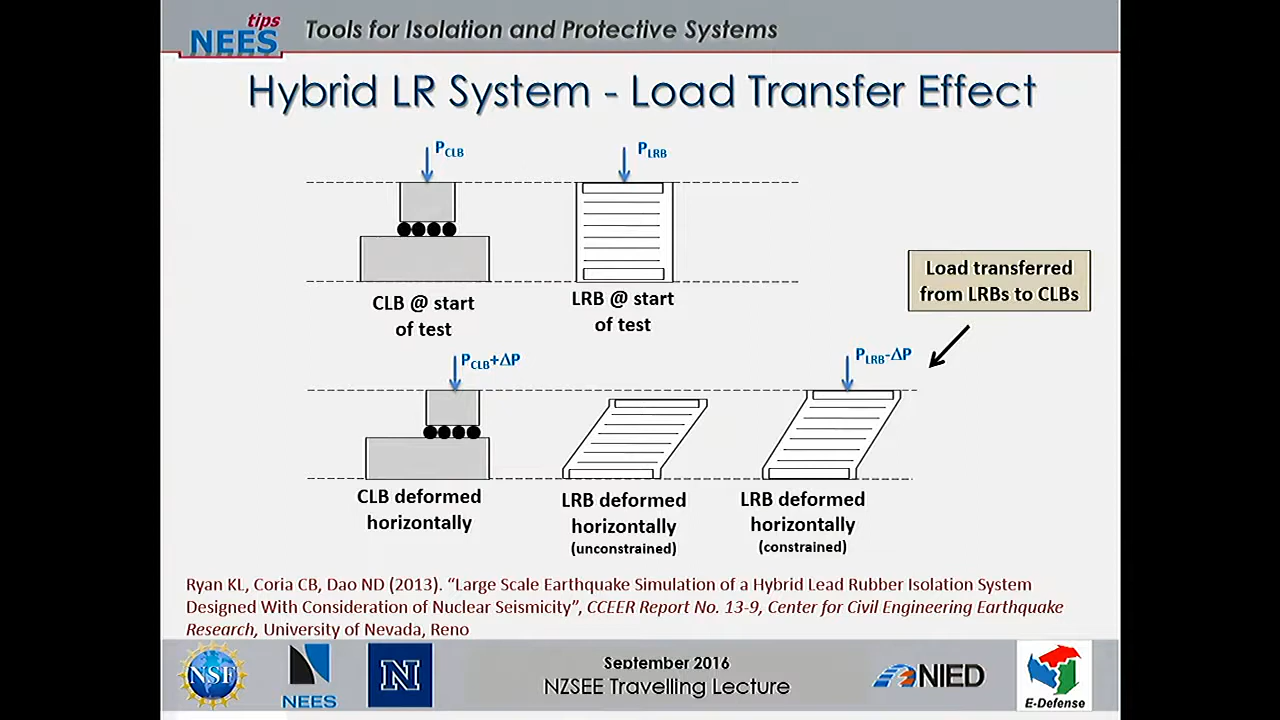 tips
NEES
Tools for Isolation and Protective Systems
Hybrid LR System - Load Transfer Effect
PCLB
PLRB
CLB @ start
of test
LRB @ start
of test
Load transferred
from LRBs to CLBs
PCLB+ΔP
PLRB-ΔP
CLB deformed
horizontally
LRB deformed
horizontally
(unconstrained)
LRB deformed
horizontally
(constrained)
Ryan KL, Coria CB, Dao ND (2013). “Large Scale Earthquake Simulation of a Hybrid Lead Rubber Isolation System
Designed With Consideration of Nuclear Seismicity”, CCEER Report No. 13-9, Center for Civil Engineering Earthquake
Research, University of Nevada, Reno
NSF
NEES
N
September 2016
NZSEE Travelling Lecture
NIED
E-Defense